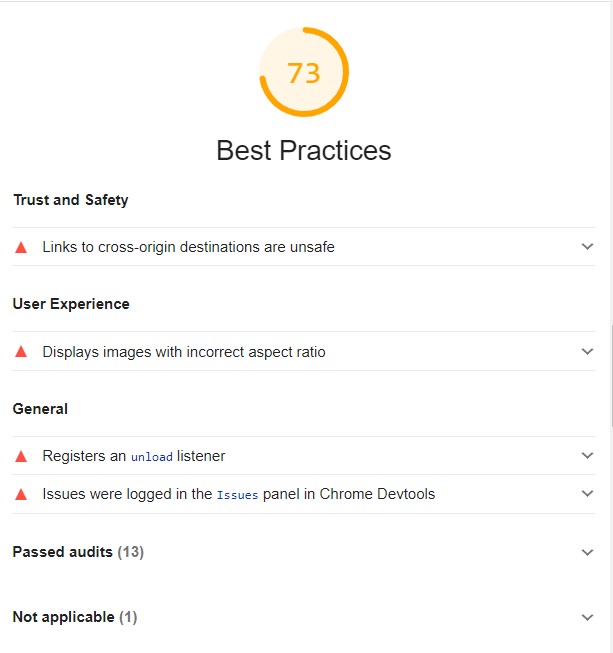 73
Best Practices
Trust and Safety
Links to cross-origin destinations are unsafe
User Experience
Displays images with incorrect aspect ratio
General
Registers an unload listener
Issues were logged in the Issues panel in Chrome Devtools
Passed audits (13)
Not applicable (1)